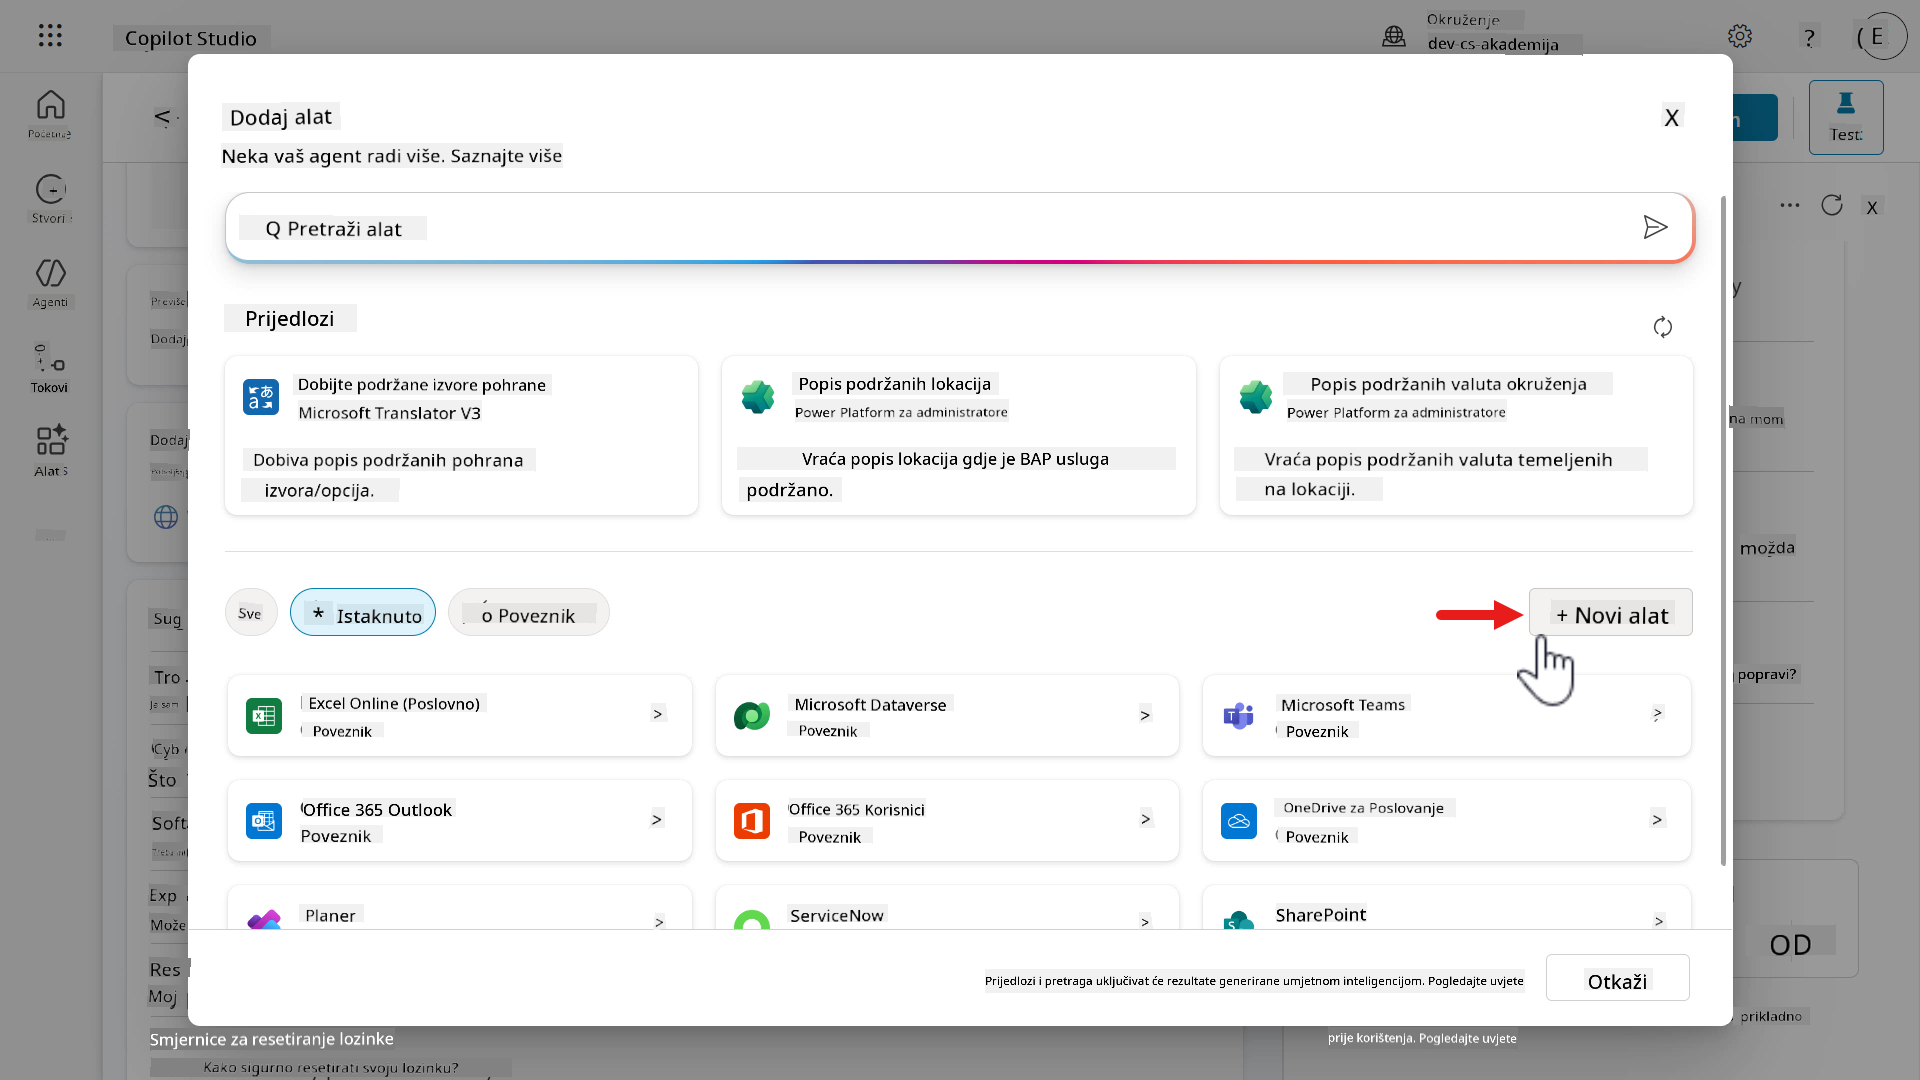 Copilot Studio
Okruženje
dev-cs-akademija
?
E
Stvori
Agenti
Tokovi
Alat s
Test:
Dodaj alat
X
Neka vaš agent radi više. Saznajte više
Q Pretraži alat
Prijedlozi
Dobijte podržane izvore pohrane
Microsoft Translator V3
Dobiva popis podržanih pohrana
izvora/opcija.
Popis podržanih lokacija
Power Platform za administratore
Vraća popis lokacija gdje je BAP usluga
podržano.
Popis podržanih valuta okruženja
Power Platform za administratore
Vraća popis podržanih valuta temeljenih
na lokaciji.
Sve
* Istaknuto
o Poveznik
+ Novi alat
Excel Online (Poslovno)
Poveznik
>
Microsoft Dataverse
Poveznik
>
Microsoft Teams
Poveznik
>
Office 365 Outlook
Poveznik
>
Office 365 Korisnici
Poveznik
>
OneDrive za Poslovanje
Poveznik
>
Planer
>
ServiceNow
>
SharePoint
>
Prijedlozi i pretraga uključivat će rezultate generirane umjetnom inteligencijom. Pogledajte uvjete
Otkaži
<
Dodaj
Dodaj
Sug
Tro
Što
Soft
Exp
Može
Res
Moj
Smjernice za resetiranje lozinke
Kako sigurno resetirati svoju lozinku?
X
na mom
možda
popravi?
OD
prikladno
prije korištenja. Pogledajte uvjete